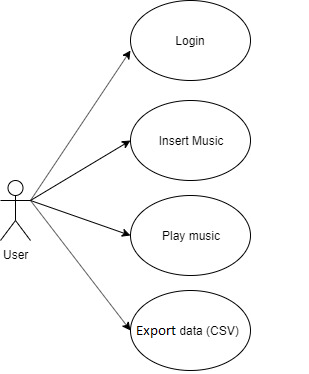 Login
Insert Music
Play music
User
Export data (CSV)